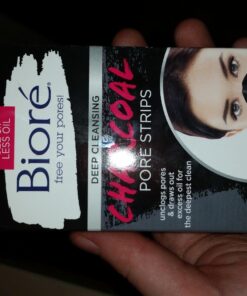 LESS OIL
Bioré
free your pores!
DEEP CLEANSING
CHARCOAL
PORE STRIPS
unclogs pores
& draws out
excess oil for
the deepest clean